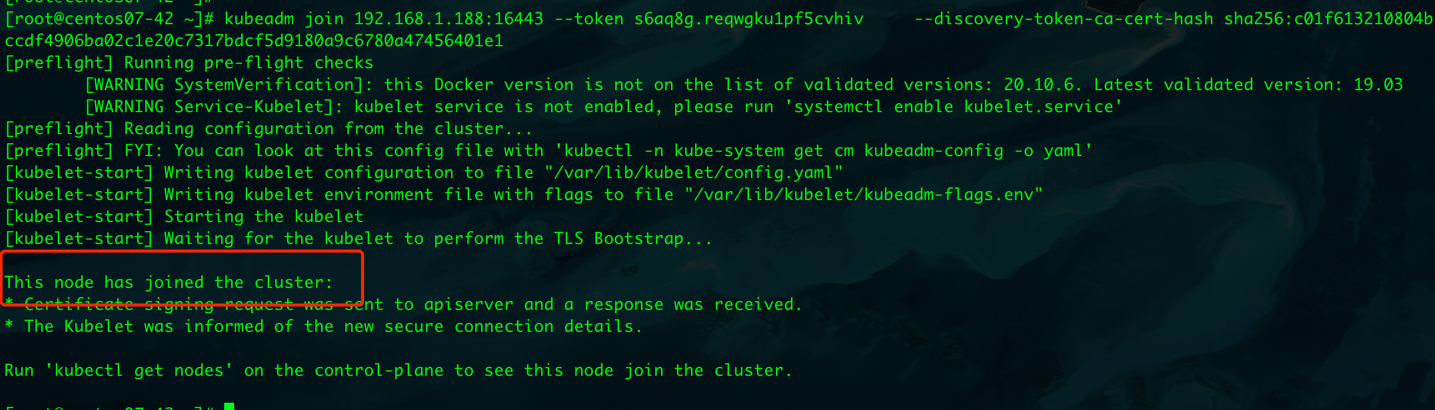 [root@centos07-42 ~]# kubeadm join 192.168.1.188:16443 --token s6aq8g.reqwgku1pf5cvhiv     --discovery-token-ca-cert-hash sha256:c01f613210804b
ccdf4906ba02c1e20c7317bdcf5d9180a9c6780a47456401e1
[preflight] Running pre-flight checks
        [WARNING SystemVerification]: this Docker version is not on the list of validated versions: 20.10.6. Latest validated version: 19.03
        [WARNING Service-Kubelet]: kubelet service is not enabled, please run 'systemctl enable kubelet.service'
[preflight] Reading configuration from the cluster...
[preflight] FYI: You can look at this config file with 'kubectl -n kube-system get cm kubeadm-config -o yaml'
[kubelet-start] Writing kubelet configuration to file "/var/lib/kubelet/config.yaml"
[kubelet-start] Writing kubelet environment file with flags to file "/var/lib/kubelet/kubeadm-flags.env"
[kubelet-start] Starting the kubelet
[kubelet-start] Waiting for the kubelet to perform the TLS Bootstrap...
This node has joined the cluster:
* Certificate signing request was sent to apiserver and a response was received.
* The Kubelet was informed of the new secure connection details.
Run 'kubectl get nodes' on the control-plane to see this node join the cluster.